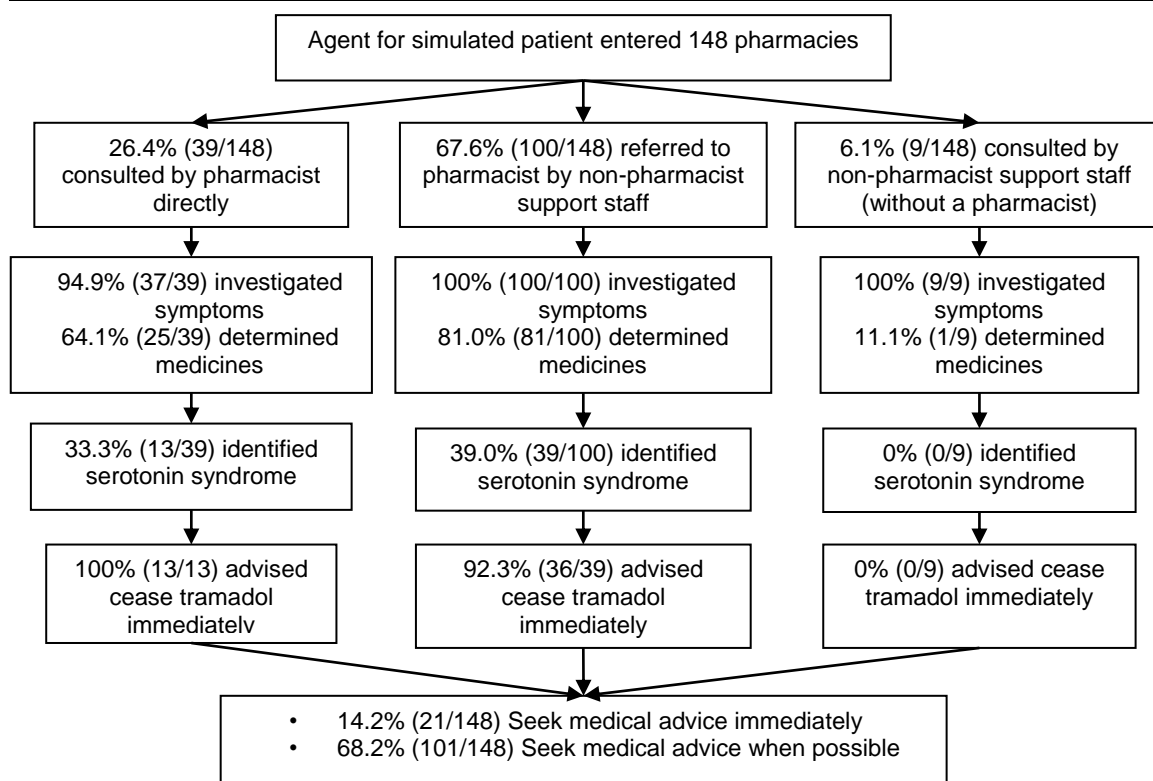 Agent for simulated patient entered 148 pharmacies
26.4% (39/148)
consulted by pharmacist
directly
67.6% (100/148) referred to
pharmacist by non-pharmacist
support staff
6.1% (9/148) consulted by
non-pharmacist support staff
(without a pharmacist)
94.9% (37/39) investigated
symptoms
64.1% (25/39) determined
medicines
100% (100/100) investigated
symptoms
81.0% (81/100) determined
medicines
100% (9/9) investigated
symptoms
11.1% (1/9) determined
medicines
33.3% (13/39) identified
serotonin syndrome
39.0% (39/100) identified
serotonin syndrome
0% (0/9) identified
serotonin syndrome
100% (13/13) advised
cease tramadol
immediately
92.3% (36/39) advised
cease tramadol
immediately
0% (0/9) advised cease
tramadol immediately
• 14.2% (21/148) Seek medical advice immediately
• 68.2% (101/148) Seek medical advice when possible